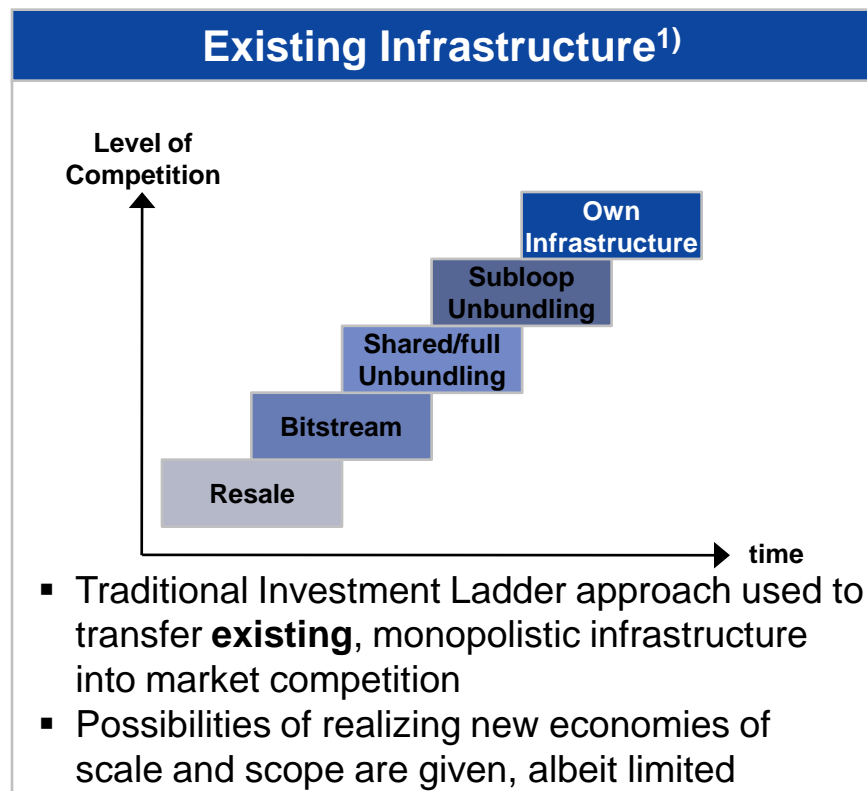 Existing Infrastructure1)
Level of
Competition
Own
Infrastructure
Subloop
Unbundling
Shared/full
Unbundling
Bitstream
Resale
time
▪ Traditional Investment Ladder approach used to
transfer existing, monopolistic infrastructure
into market competition
▪ Possibilities of realizing new economies of
scale and scope are given, albeit limited